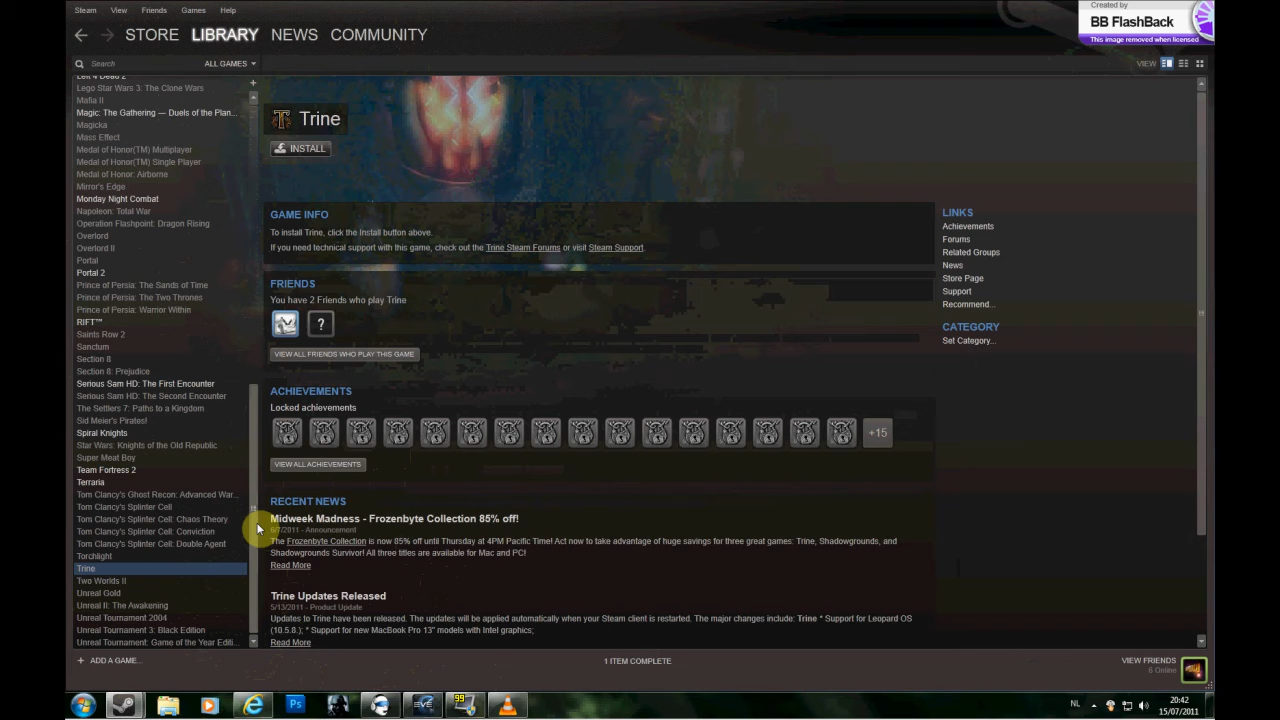 Steam View Friends Games Help
Created by
BB FlashBack
This image removed when licensed
STORE LIBRARY NEWS COMMUNITY
Search ALL GAMES VIEW
Left 4 Dead 2
Lego Star Wars 3: The Clone Wars
Mafia II
Magic: The Gathering — Duels of the Plan...
Magicka
Mass Effect
Medal of Honor(TM) Multiplayer
Medal of Honor(TM) Single Player
Medal of Honor: Airborne
Mirror's Edge
Monday Night Combat
Napoleon: Total War
Operation Flashpoint: Dragon Rising
Overlord
Overlord II
Portal
Portal 2
Prince of Persia: The Sands of Time
Prince of Persia: The Two Thrones
Prince of Persia: Warrior Within
RIFT™
Saints Row 2
Sanctum
Section 8
Section 8: Prejudice
Serious Sam HD: The First Encounter
Serious Sam HD: The Second Encounter
The Settlers 7: Paths to a Kingdom
Sid Meier's Pirates!
Spiral Knights
Star Wars: Knights of the Old Republic
Super Meat Boy
Team Fortress 2
Terraria
Tom Clancy's Ghost Recon: Advanced War...
Tom Clancy's Splinter Cell
Tom Clancy's Splinter Cell: Chaos Theory
Tom Clancy's Splinter Cell: Conviction
Tom Clancy's Splinter Cell: Double Agent
Torchlight
Trine
Two Worlds II
Unreal Gold
Unreal II: The Awakening
Unreal Tournament 2004
Unreal Tournament 3: Black Edition
Unreal Tournament: Game of the Year Editi...
Trine
INSTALL
GAME INFO
To install Trine, click the Install button above.
If you need technical support with this game, check out the Trine Steam Forums or visit Steam Support.
FRIENDS
You have 2 Friends who play Trine
?
VIEW ALL FRIENDS WHO PLAY THIS GAME
ACHIEVEMENTS
Locked achievements
+15
VIEW ALL ACHIEVEMENTS
RECENT NEWS
Midweek Madness - Frozenbyte Collection 85% off!
6/7/2011 - Announcement
The Frozenbyte Collection is now 85% off until Thursday at 4PM Pacific Time! Act now to take advantage of huge savings for three great games: Trine, Shadowgrounds, and
Shadowgrounds Survivor! All three titles are available for Mac and PC!
Read More
Trine Updates Released
5/13/2011 - Product Update
Updates to Trine have been released. The updates will be applied automatically when your Steam client is restarted. The major changes include: Trine * Support for Leopard OS
(10.5.8.); * Support for new MacBook Pro 13" models with Intel graphics;
Read More
LINKS
Achievements
Forums
Related Groups
News
Store Page
Support
Recommend...
CATEGORY
Set Category...
+ ADD A GAME...
1 ITEM COMPLETE
VIEW FRIENDS
6 Online
Ps
EVE
99
NL
20:42
15/07/2011